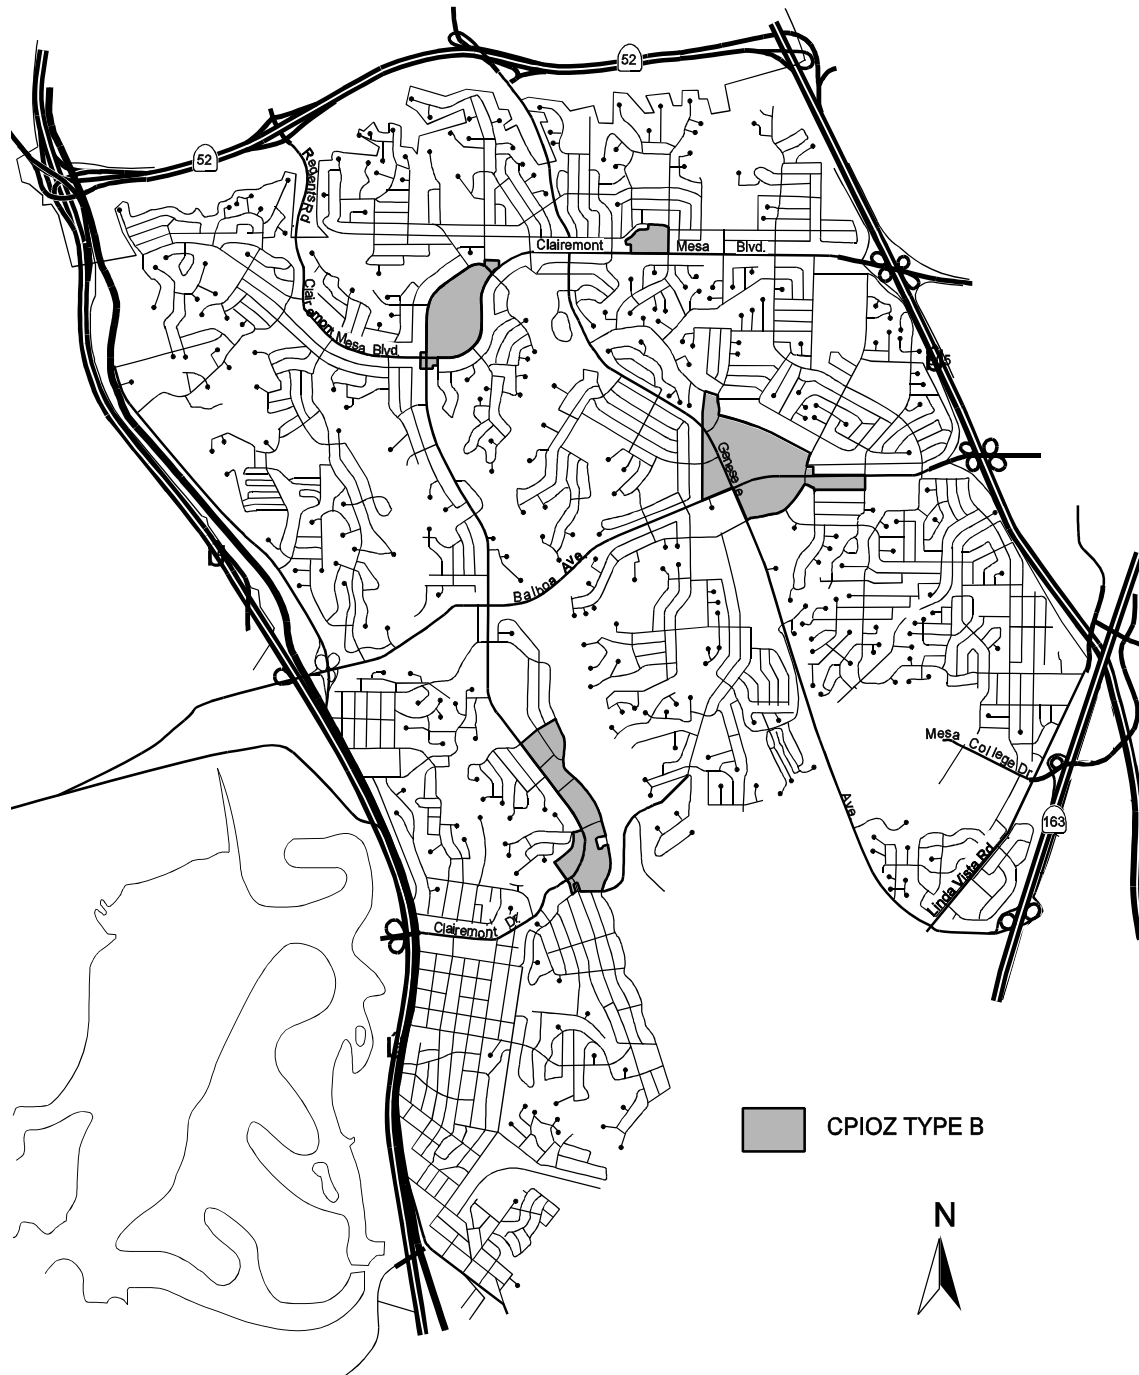 52
52
Regents Rd
Clairemont Mesa Blvd.
Clairemont Mesa Blvd.
Genesee
Balboa Ave.
Mesa College Dr.
Ave
163
Linda Vista Rd.
Clairemont Dr.
CPIOZ TYPE B
N